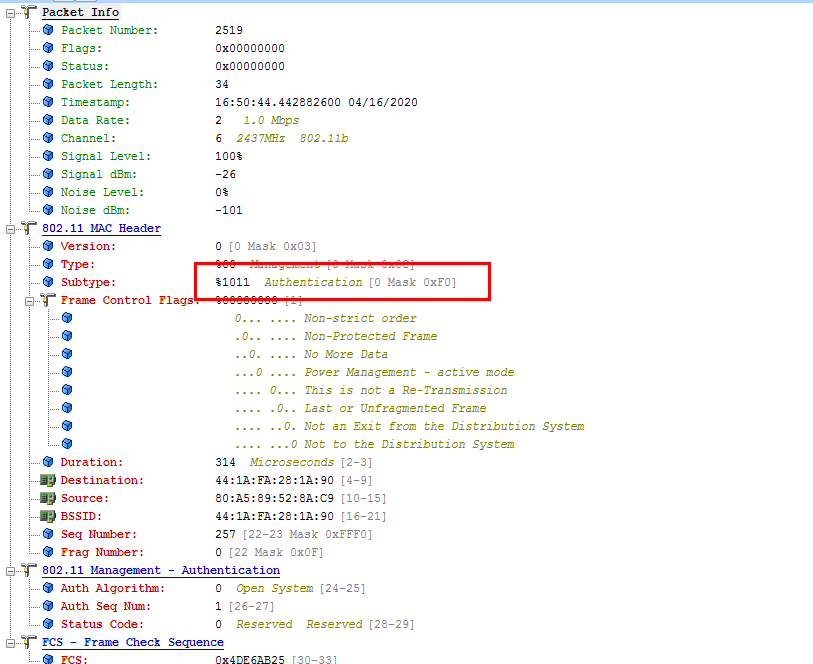 Packet Info
Packet Number: 2519
Flags: 0x00000000
Status: 0x00000000
Packet Length: 34
Timestamp: 16:50:44.442882600 04/16/2020
Data Rate: 2 1.0 Mbps
Channel: 6 2437MHz 802.11b
Signal Level: 100%
Signal dBm: -26
Noise Level: 0%
Noise dBm: -101
802.11 MAC Header
Version: 0 [0 Mask 0x03]
Type: %00 Management [0 Mask 0x0C]
Subtype: %1011 Authentication [0 Mask 0xF0]
Frame Control Flags: %00000000 [1]
0... .... Non-strict order
.0.. .... Non-Protected Frame
..0. .... No More Data
...0 .... Power Management - active mode
.... 0... This is not a Re-Transmission
.... .0.. Last or Unfragmented Frame
.... ..0. Not an Exit from the Distribution System
.... ...0 Not to the Distribution System
Duration: 314 Microseconds [2-3]
Destination: 44:1A:FA:28:1A:90 [4-9]
Source: 80:A5:89:52:8A:C9 [10-15]
BSSID: 44:1A:FA:28:1A:90 [16-21]
Seq Number: 257 [22-23 Mask 0xFFF0]
Frag Number: 0 [22 Mask 0x0F]
802.11 Management - Authentication
Auth Algorithm: 0 Open System [24-25]
Auth Seq Num: 1 [26-27]
Status Code: 0 Reserved Reserved [28-29]
FCS - Frame Check Sequence
FCS: 0x4DE6AB25 [30-33]